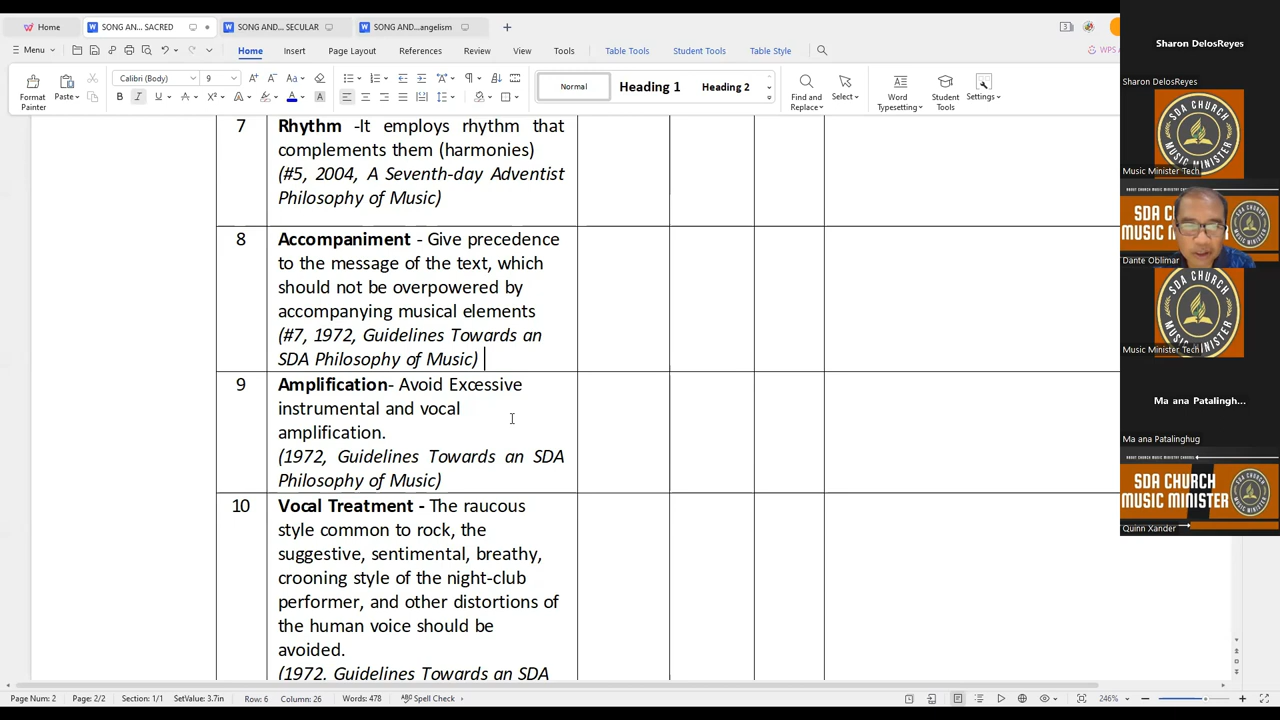 Home
SONG AN... SACRED
SONG AND... SECULAR
SONG AND...angelism
Menu
Home
Insert
Page Layout
References
Review
View
Tools
Table Tools
Student Tools
Table Style
WPS A
Format Painter
Paste
Calibri (Body)
9
Normal
Heading 1
Heading 2
Find and Replace
Select
Word Typesetting
Student Tools
Settings
7
Rhythm -It employs rhythm that
complements them (harmonies)
(#5, 2004, A Seventh-day Adventist
Philosophy of Music)
8
Accompaniment - Give precedence
to the message of the text, which
should not be overpowered by
accompanying musical elements
(#7, 1972, Guidelines Towards an
SDA Philosophy of Music)
9
Amplification- Avoid Excessive
instrumental and vocal
amplification.
(1972, Guidelines Towards an SDA
Philosophy of Music)
10
Vocal Treatment - The raucous
style common to rock, the
suggestive, sentimental, breathy,
crooning style of the night-club
performer, and other distortions of
the human voice should be
avoided.
(1972. Guidelines Towards an SDA
Page Num: 2
Page: 2/2
Section: 1/1
SetValue: 3.7in
Row: 6
Column: 26
Words: 478
Spell Check
246%
Sharon DelosReyes
Sharon DelosReyes
SDA CHURCH
MUSIC MINISTER
Music Minister Tech
Dante Oblimar
SDA CHURCH
MUSIC MINISTER
Music Minister Tech
Ma ana Patalingh...
Ma ana Patalinghug
SDA CHURCH
MUSIC MINISTER
Quinn Xander